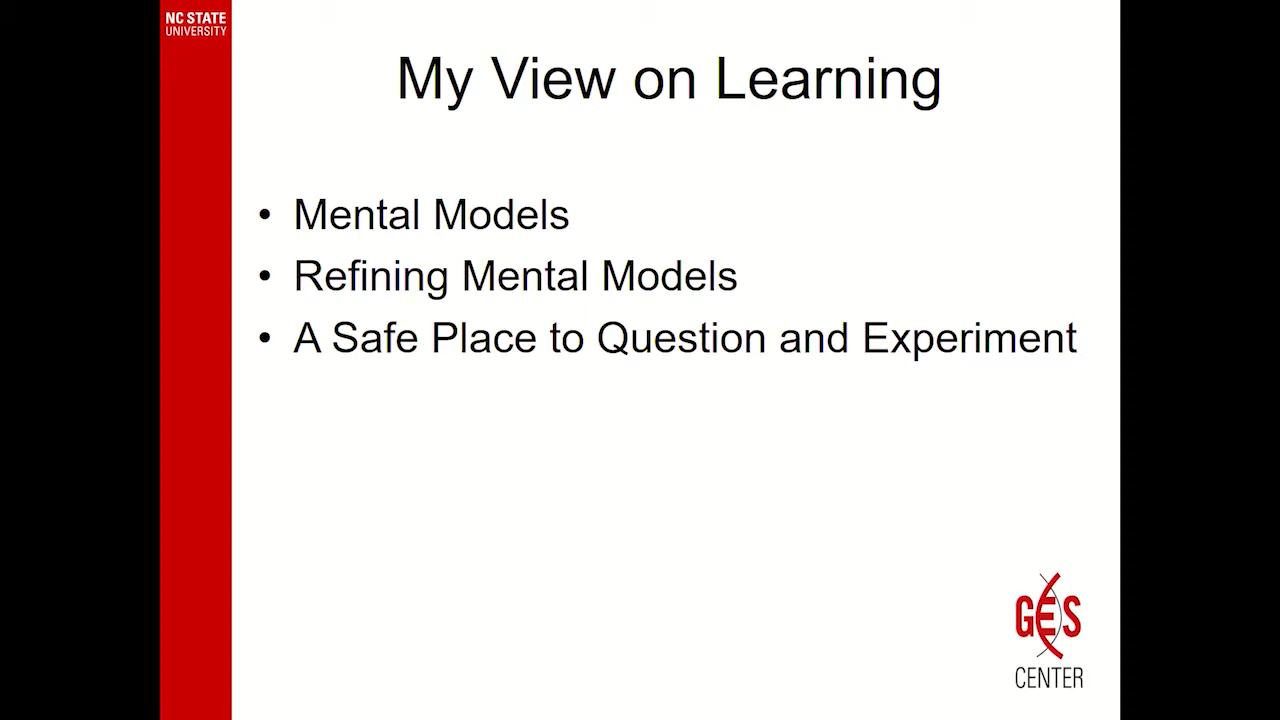 NC STATE
UNIVERSITY
My View on Learning
• Mental Models
• Refining Mental Models
• A Safe Place to Question and Experiment
GES
CENTER